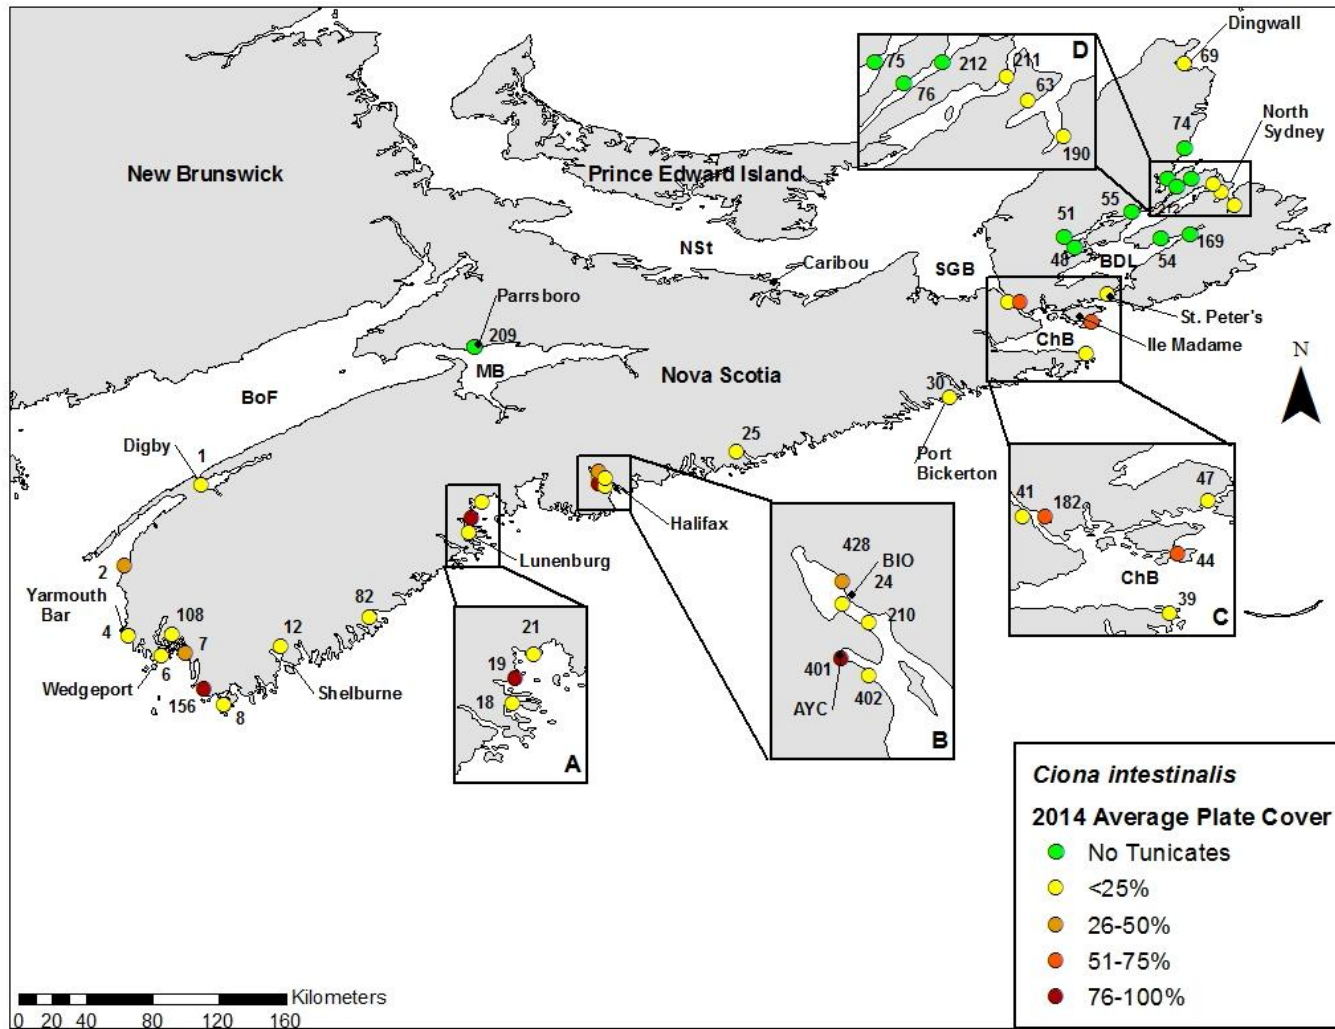 Dingwall
D
75
212
211
69
76
63
North
Sydney
74
190
New Brunswick
Prince Edward Island
55
212
51
169
NSt
48
BDL
54
SGB
Caribou
Parrsboro
St. Peter's
209
ChB
Ile Madame
MB
Nova Scotia
N
BoF
30
Digby
1
25
Port
Bickerton
47
41
182
Halifax
Lunenburg
428
BIO
44
2
24
ChB
Yarmouth
Bar
82
39
C
108
210
4
12
21
7
19
401
6
Wedgeport
Shelburne
18
402
156
8
AYC
B
A
Ciona intestinalis
2014 Average Plate Cover
No Tunicates
<25%
26-50%
51-75%
76-100%
Kilometers
0 20 40 80 120 160